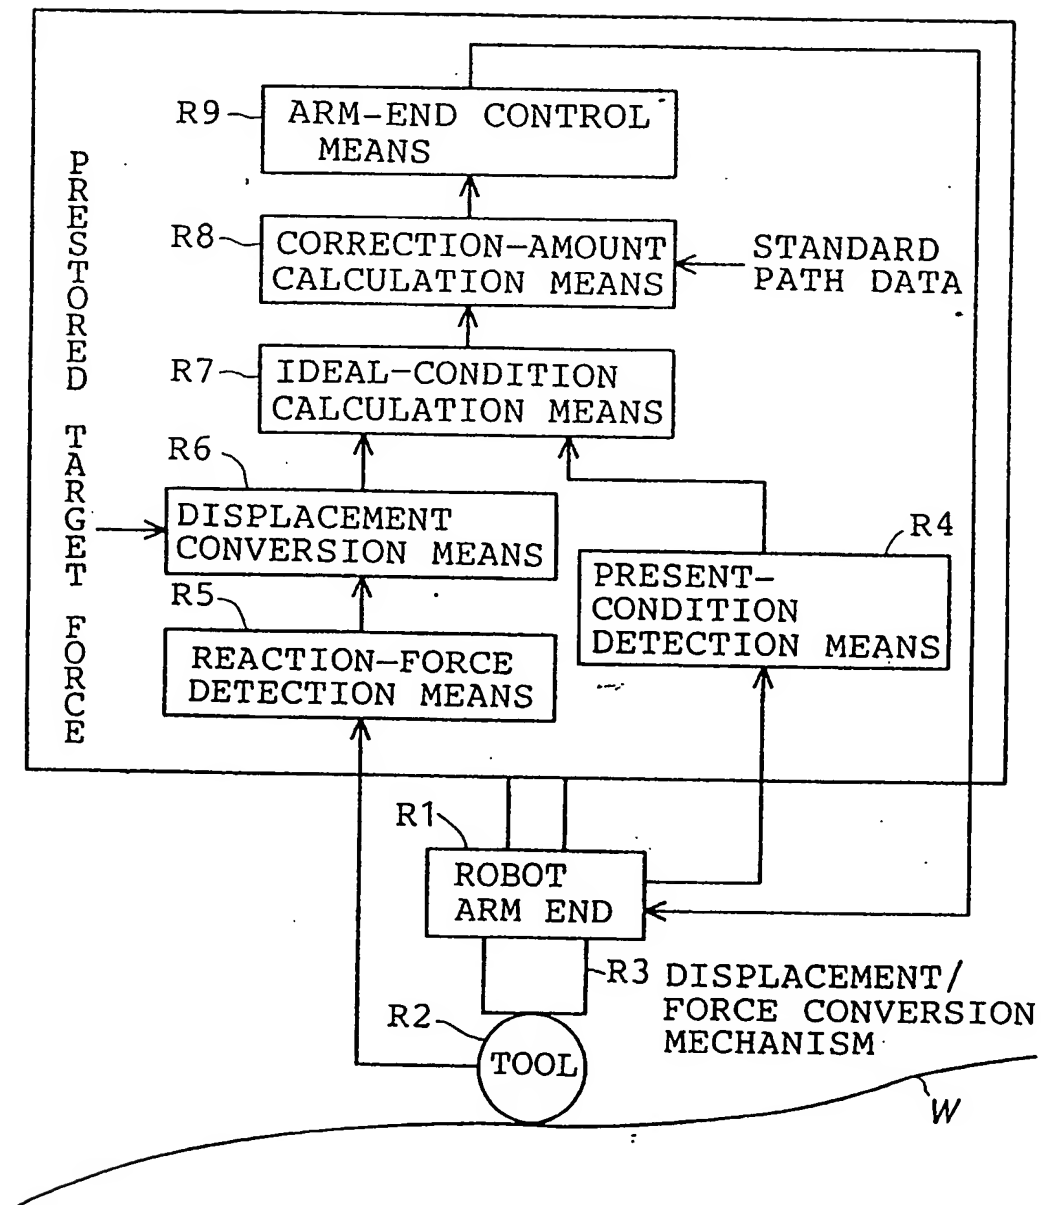 R9
ARM-END CONTROL
MEANS
PRESTORED TARGET FORCE
R8
CORRECTION-AMOUNT
CALCULATION MEANS
STANDARD
PATH DATA
R7
IDEAL-CONDITION
CALCULATION MEANS
R6
DISPLACEMENT
CONVERSION MEANS
R4
PRESENT-
CONDITION
DETECTION MEANS
R5
REACTION-FORCE
DETECTION MEANS
R1
ROBOT
ARM END
R3
DISPLACEMENT/
FORCE CONVERSION
MECHANISM
R2
TOOL
W